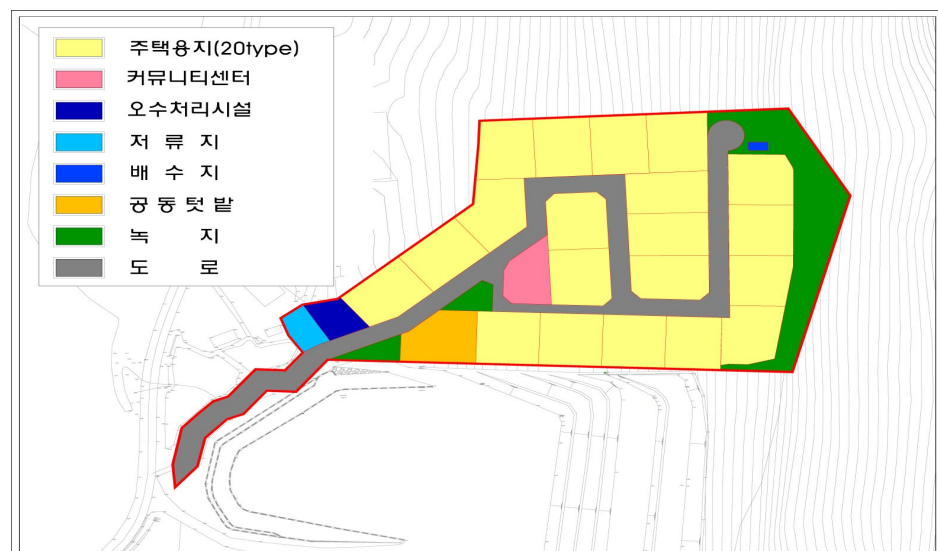 주택용지(20type)
커뮤니티센터
오수처리시설
저 류 지
배 수 지
공 동 텃 밭
녹 지
도 로